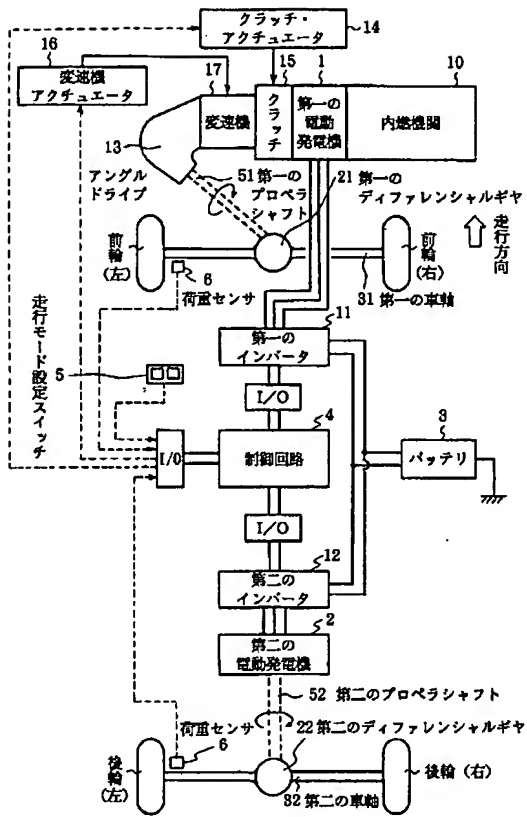 クラッチ・
アクチュエータ
14
16
変速機
アクチュエータ
17
15
1
10
変速機
クラッチ
第一の
電動
発電機
内燃機関
13
アングル
ドライブ
51 第一の
プロペラ
シャフト
21 第一の
ディファレンシャルギヤ
走行方向
前輪
(左)
6
荷重センサ
前輪
(右)
31 第一の車軸
11
第一の
インバータ
走行モード設定スイッチ
5
I/O
4
I/O
制御回路
3
バッテリ
I/O
12
第二の
インバータ
2
第二の
電動発電機
52 第二のプロペラシャフト
荷重センサ
22 第二のディファレンシャルギヤ
6
後輪
(左)
後輪 (右)
32 第二の車軸